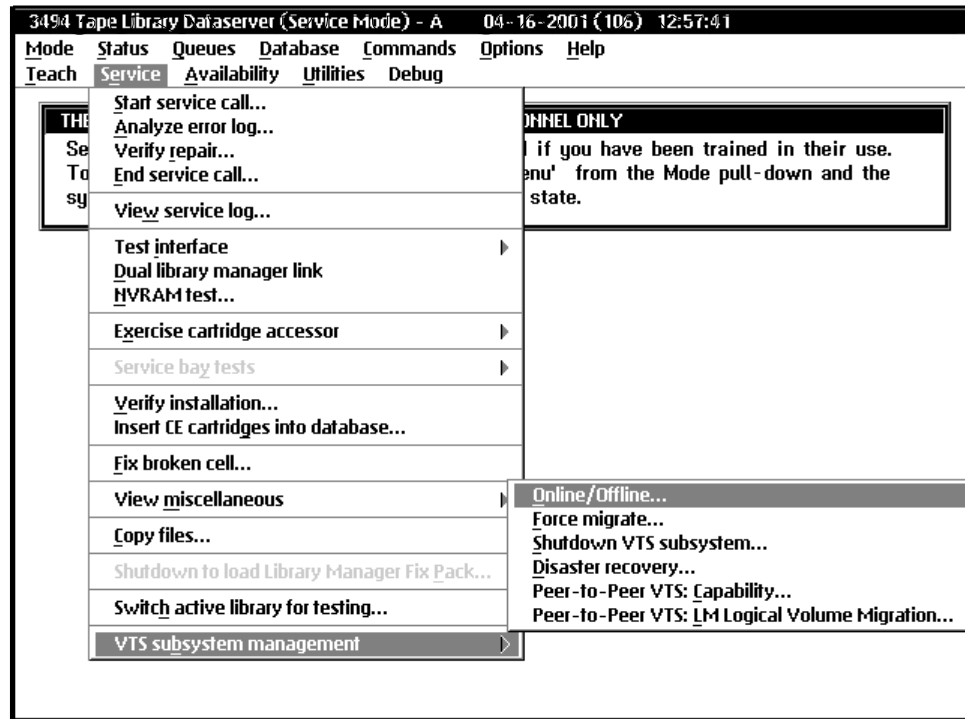 3494 Tape Library Dataserver (Service Mode) - A 04-16-2001 (106) 12:57:41
Mode Status Queues Database Commands Options Help
Teach Service Availability Utilities Debug
THE
NNEL ONLY
Se
l if you have been trained in their use.
To
enu' from the Mode pull-down and the
sy
state.
Start service call...
Analyze error log...
Verify repair...
End service call...
View service log...
Test interface
Dual library manager link
NVRAM test...
Exercise cartridge accessor
Service bay tests
Verify installation...
Insert CE cartridges into database...
Fix broken cell...
View miscellaneous
Copy files...
Shutdown to load Library Manager Fix Pack...
Switch active library for testing...
VTS subsystem management
Online/Offline...
Force migrate...
Shutdown VTS subsystem...
Disaster recovery...
Peer-to-Peer VTS: Capability...
Peer-to-Peer VTS: LM Logical Volume Migration...